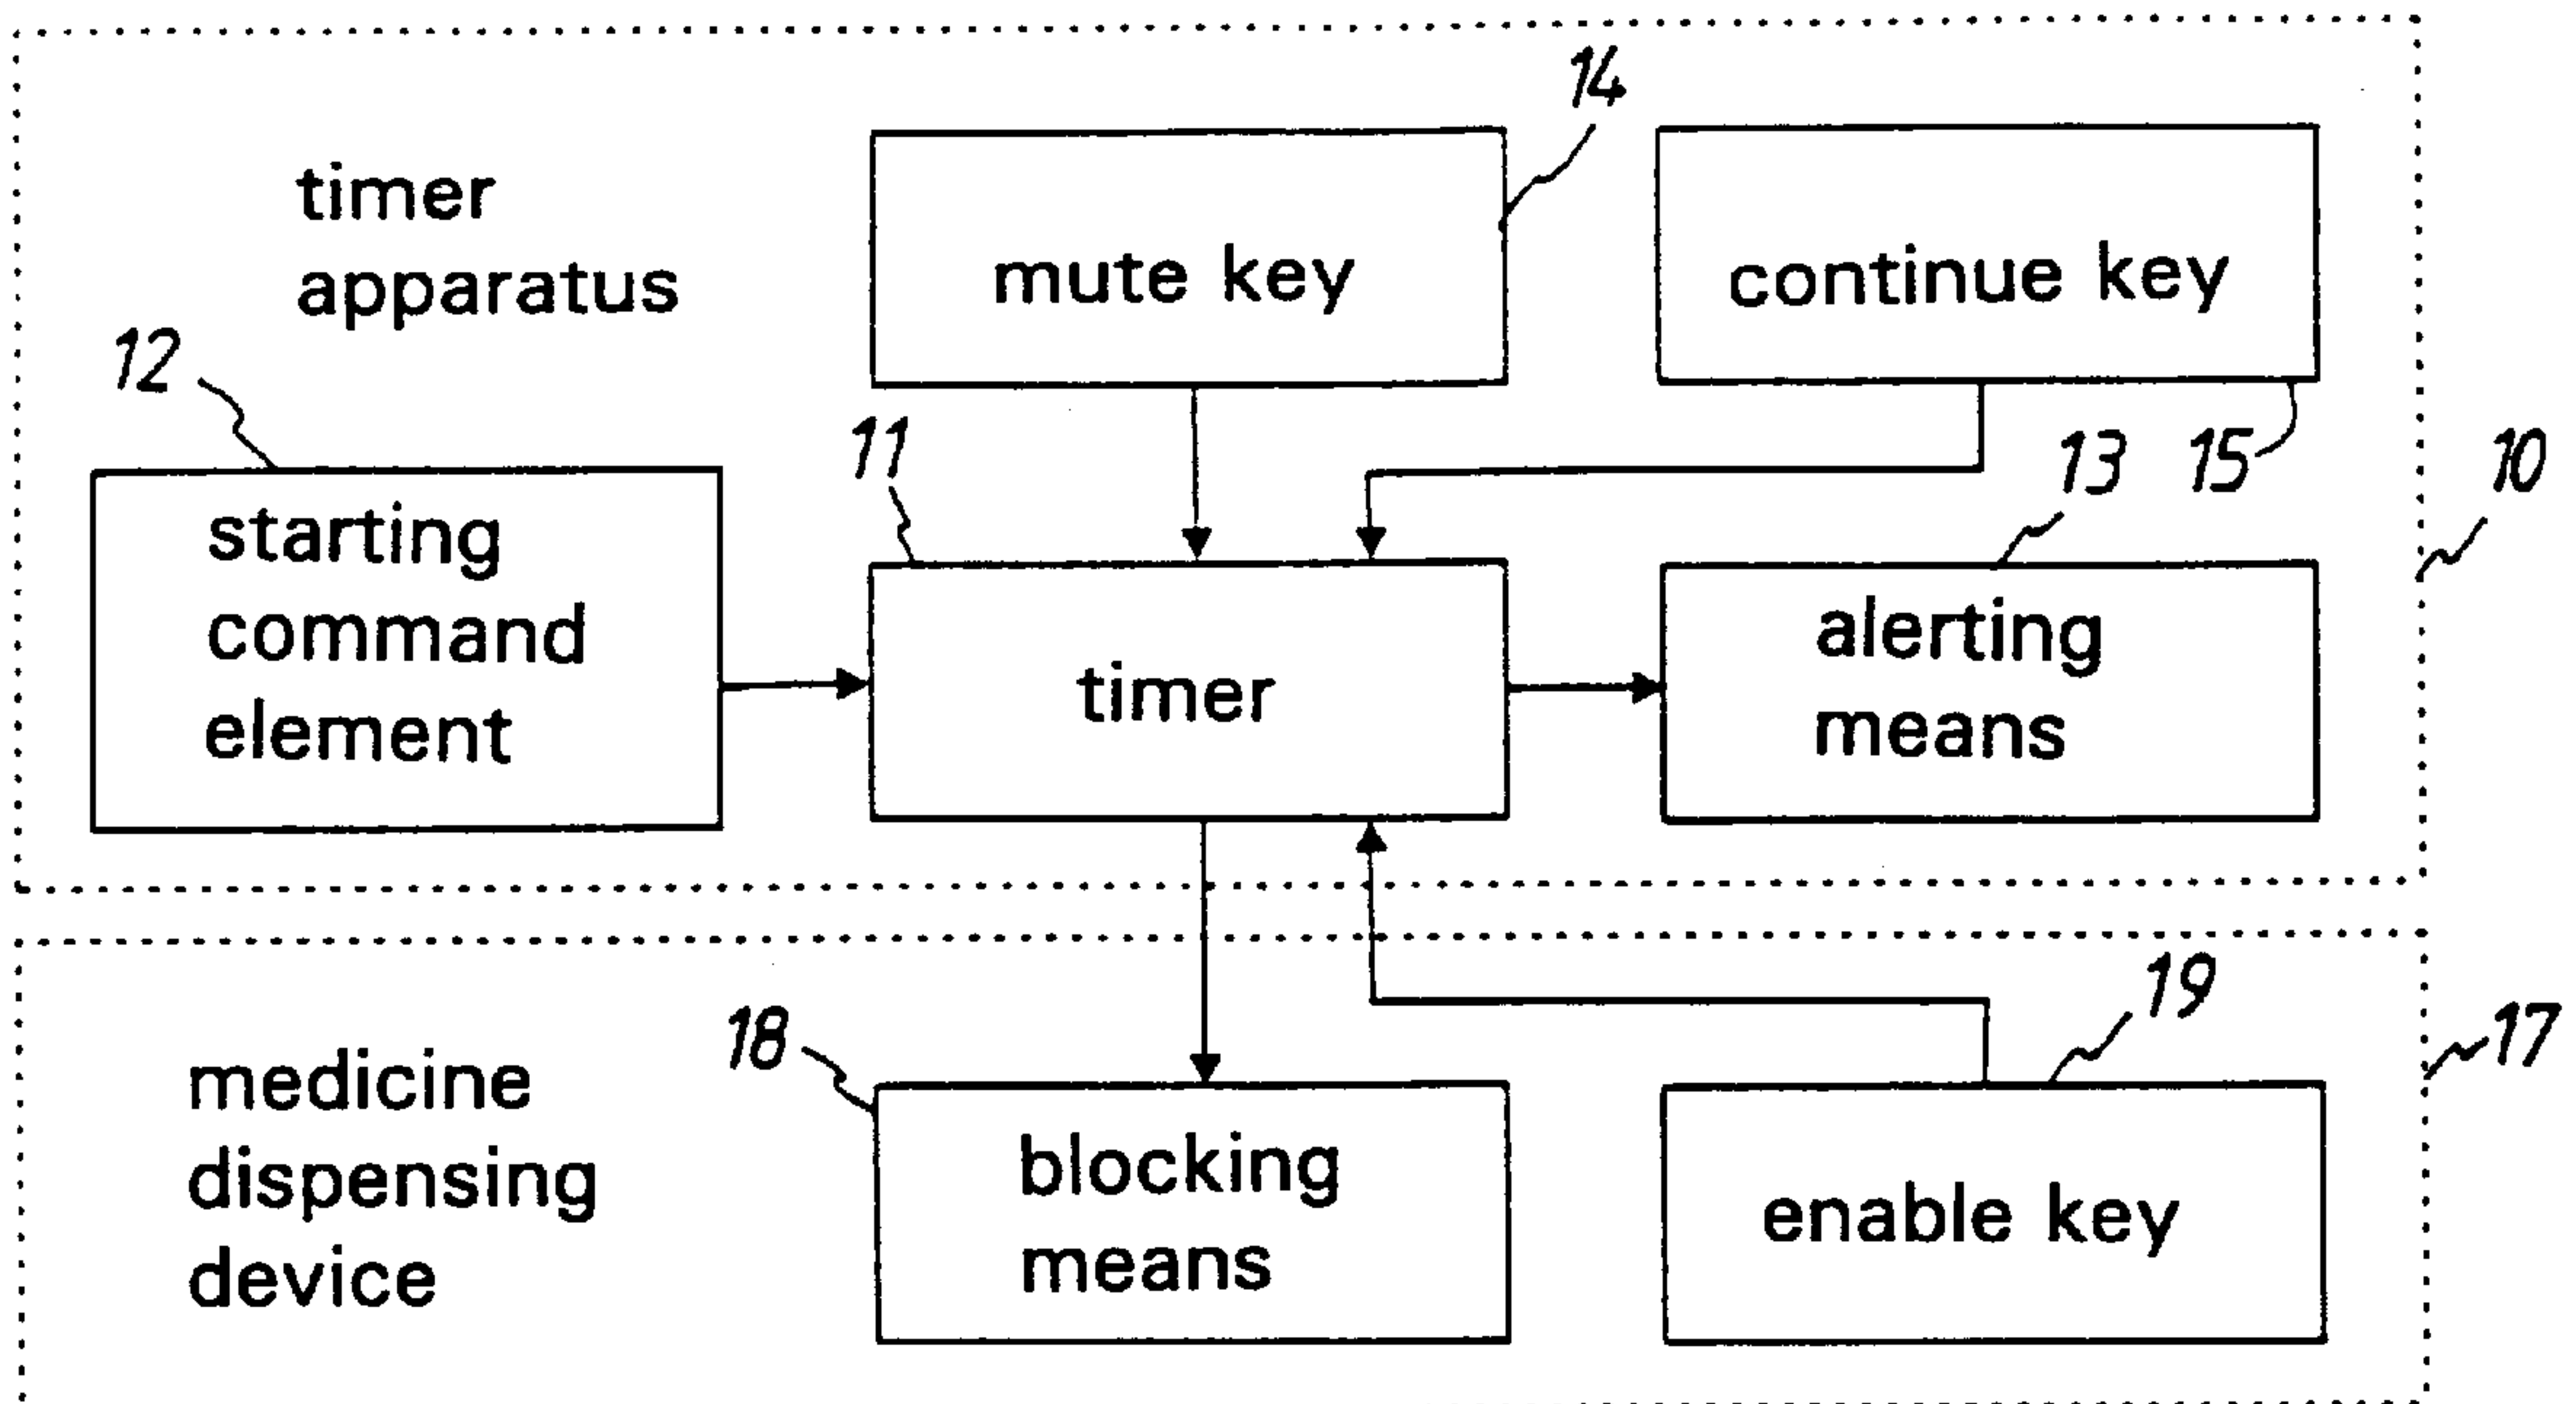 14
timer
apparatus
mute key
continue key
12
11
13
15
10
starting
command
element
timer
alerting
means
19
17
18
medicine
dispensing
device
blocking
means
enable key